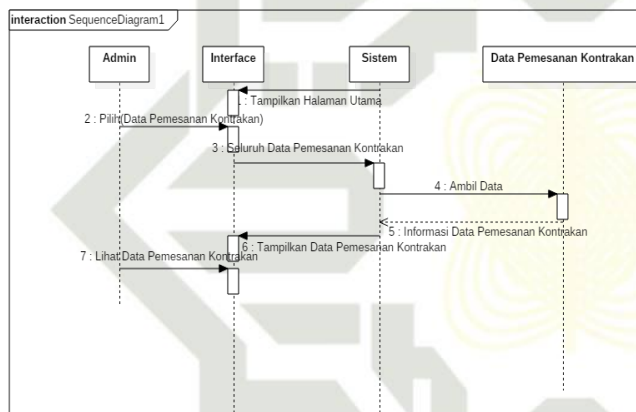 interaction SequenceDiagram1
Admin
Interface
Sistem
Data Pemesanan Kontrakan
1 : Tampilkan Halaman Utama
2 : Pilih(Data Pemesanan Kontrakan)
3 : Seluruh Data Pemesanan Kontrakan
4 : Ambil Data
5 : Informasi Data Pemesanan Kontrakan
6 : Tampilkan Data Pemesanan Kontrakan
7 : Lihat Data Pemesanan Kontrakan